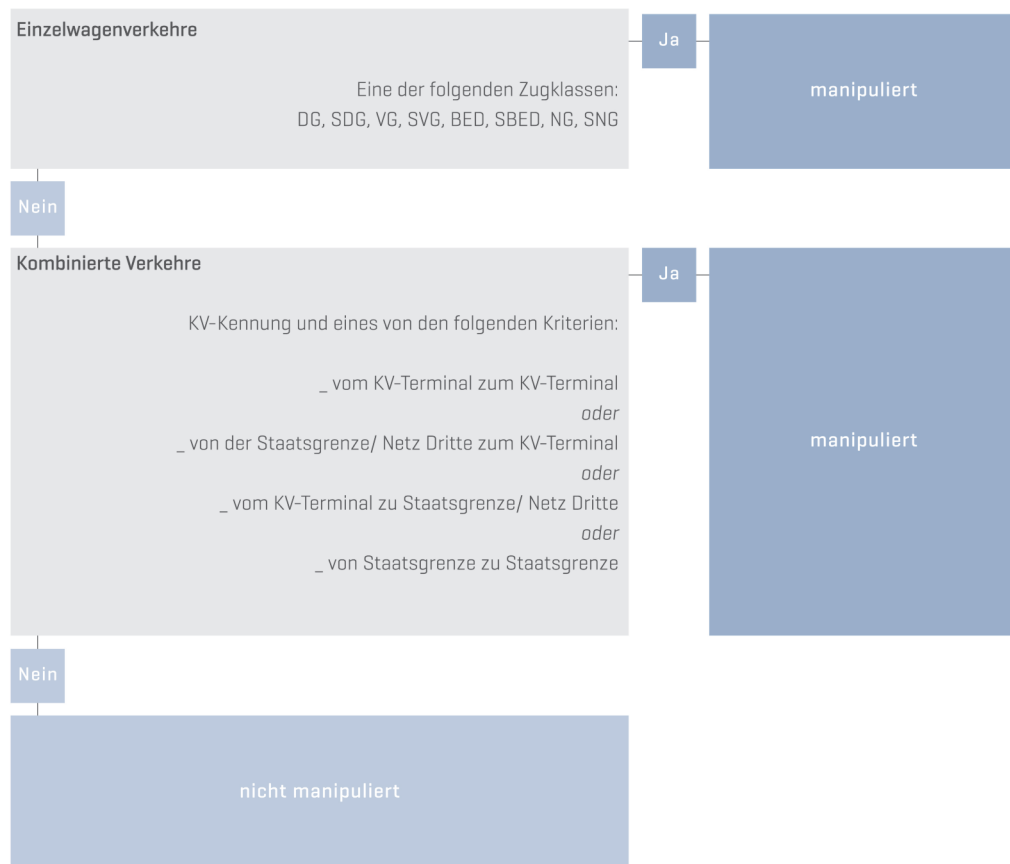 Einzelwagenverkehre
Ja
Eine der folgenden Zugklassen:
DG, SDG, VG, SVG, BED, SBED, NG, SNG
manipuliert
Nein
Kombinierte Verkehre
Ja
KV-Kennung und eines von den folgenden Kriterien:
_ vom KV-Terminal zum KV-Terminal
oder
_ von der Staatsgrenze/ Netz Dritte zum KV-Terminal
oder
_ vom KV-Terminal zu Staatsgrenze/ Netz Dritte
oder
_ von Staatsgrenze zu Staatsgrenze
manipuliert
Nein
nicht manipuliert